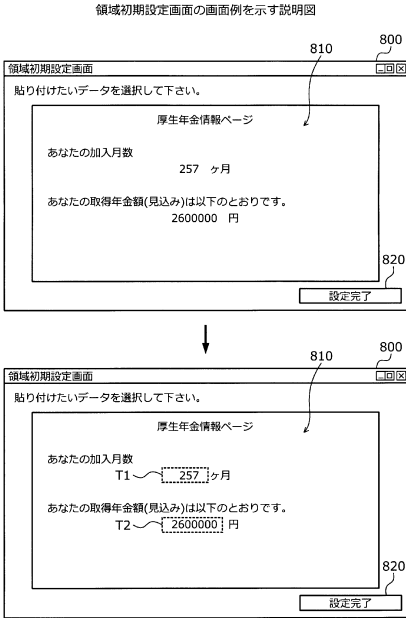 領域初期設定画面の画面例を示す説明図
800
810
領域初期設定画面
貼り付けたいデータを選択して下さい。
厚生年金情報ページ
あなたの加入月数
257 ヶ月
あなたの取得年金額(見込み)は以下のとおりです。
2600000 円
820
設定完了
800
810
領域初期設定画面
貼り付けたいデータを選択して下さい。
厚生年金情報ページ
あなたの加入月数
T1 257 ヶ月
あなたの取得年金額(見込み)は以下のとおりです。
T2 2600000 円
820
設定完了